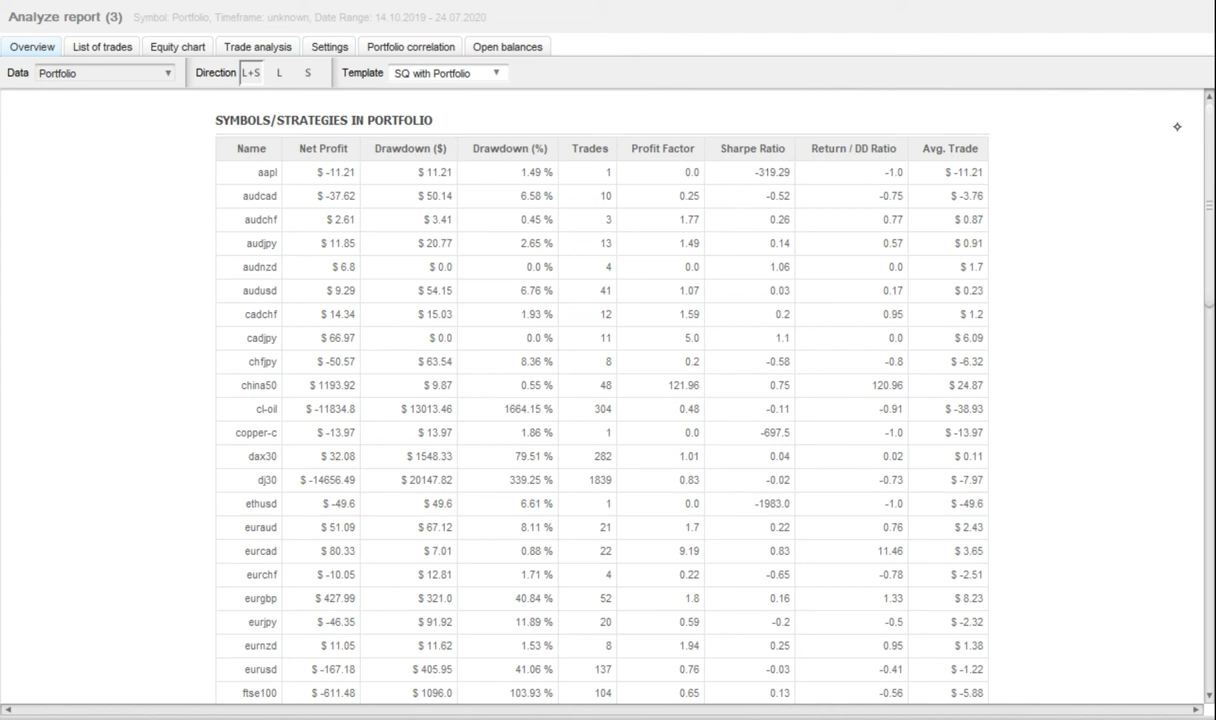 Analyze report (3) Symbol: Portfolio, Timeframe: unknown, Date Range: 14.10.2019 - 24.07.2020
Overview List of trades Equity chart Trade analysis Settings Portfolio correlation Open balances
Data Portfolio Direction L+S L S Template SQ with Portfolio
SYMBOLS/STRATEGIES IN PORTFOLIO
Name Net Profit Drawdown ($) Drawdown (%) Trades Profit Factor Sharpe Ratio Return / DD Ratio Avg. Trade
aapl $ -11.21 $ 11.21 1.49 % 1 0.0 -319.29 -1.0 $ -11.21
audcad $ -37.62 $ 50.14 6.58 % 10 0.25 -0.52 -0.75 $ -3.76
audchf $ 2.61 $ 3.41 0.45 % 3 1.77 0.26 0.77 $ 0.87
audjpy $ 11.85 $ 20.77 2.65 % 13 1.49 0.14 0.57 $ 0.91
audnzd $ 6.8 $ 0.0 0.0 % 4 0.0 1.06 0.0 $ 1.7
audusd $ 9.29 $ 54.15 6.76 % 41 1.07 0.03 0.17 $ 0.23
cadchf $ 14.34 $ 15.03 1.93 % 12 1.59 0.2 0.95 $ 1.2
cadjpy $ 66.97 $ 0.0 0.0 % 11 5.0 1.1 0.0 $ 6.09
chfjpy $ -50.57 $ 63.54 8.36 % 8 0.2 -0.58 -0.8 $ -6.32
china50 $ 1193.92 $ 9.87 0.55 % 48 121.96 0.75 120.96 $ 24.87
cl-oil $ -11834.8 $ 13013.46 1664.15 % 304 0.48 -0.11 -0.91 $ -38.93
copper-c $ -13.97 $ 13.97 1.86 % 1 0.0 -697.5 -1.0 $ -13.97
dax30 $ 32.08 $ 1548.33 79.51 % 282 1.01 0.04 0.02 $ 0.11
dj30 $ -14656.49 $ 20147.82 339.25 % 1839 0.83 -0.02 -0.73 $ -7.97
ethusd $ -49.6 $ 49.6 6.61 % 1 0.0 -1983.0 -1.0 $ -49.6
euraud $ 51.09 $ 67.12 8.11 % 21 1.7 0.22 0.76 $ 2.43
eurcad $ 80.33 $ 7.01 0.88 % 22 9.19 0.83 11.46 $ 3.65
eurchf $ -10.05 $ 12.81 1.71 % 4 0.22 -0.65 -0.78 $ -2.51
eurgbp $ 427.99 $ 321.0 40.84 % 52 1.8 0.16 1.33 $ 8.23
eurjpy $ -46.35 $ 91.92 11.89 % 20 0.59 -0.2 -0.5 $ -2.32
eurnzd $ 11.05 $ 11.62 1.53 % 8 1.94 0.25 0.95 $ 1.38
eurusd $ -167.18 $ 405.95 41.06 % 137 0.76 -0.03 -0.41 $ -1.22
ftse100 $ -611.48 $ 1096.0 103.93 % 104 0.65 0.13 -0.56 $ -5.88